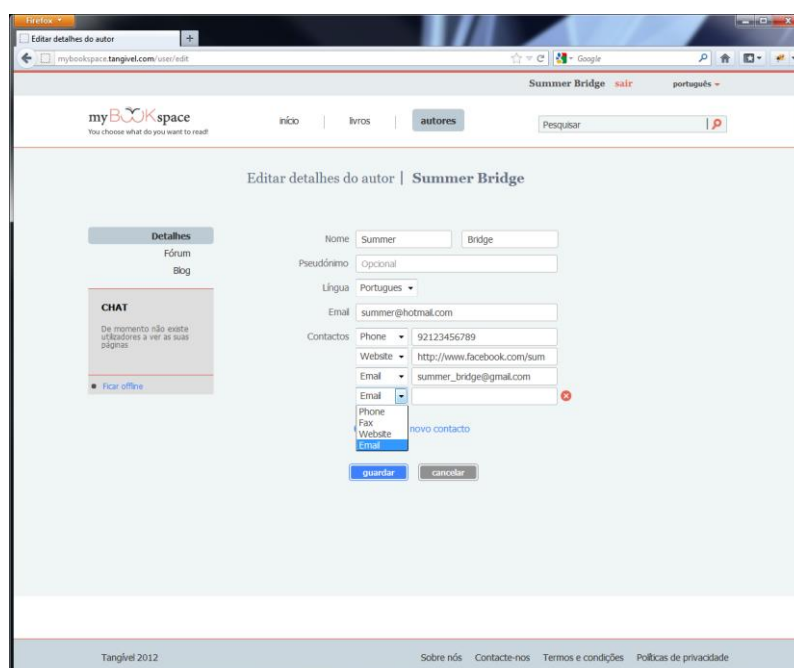 Firefox
Editar detalhes do autor
mybookspace.tangivel.com/user/edit
Google
Summer Bridge sair português
myBOOKspace
You choose what do you want to read!
início | livros | autores
Pesquisar
Editar detalhes do autor | Summer Bridge
Detalhes
Fórum
Blog
CHAT
De momento não existe
utilizadores a ver as suas
páginas
Ficar offline
Nome Summer Bridge
Pseudónimo Opcional
Língua Portugues
Email summer@hotmail.com
Contactos Phone 92123456789
Website http://www.facebook.com/sum
Email summer_bridge@gmail.com
Email
Phone
Fax
Website
Email
novo contacto
guardar cancelar
Tangível 2012 Sobre nós Contacte-nos Termos e condições Políticas de privacidade